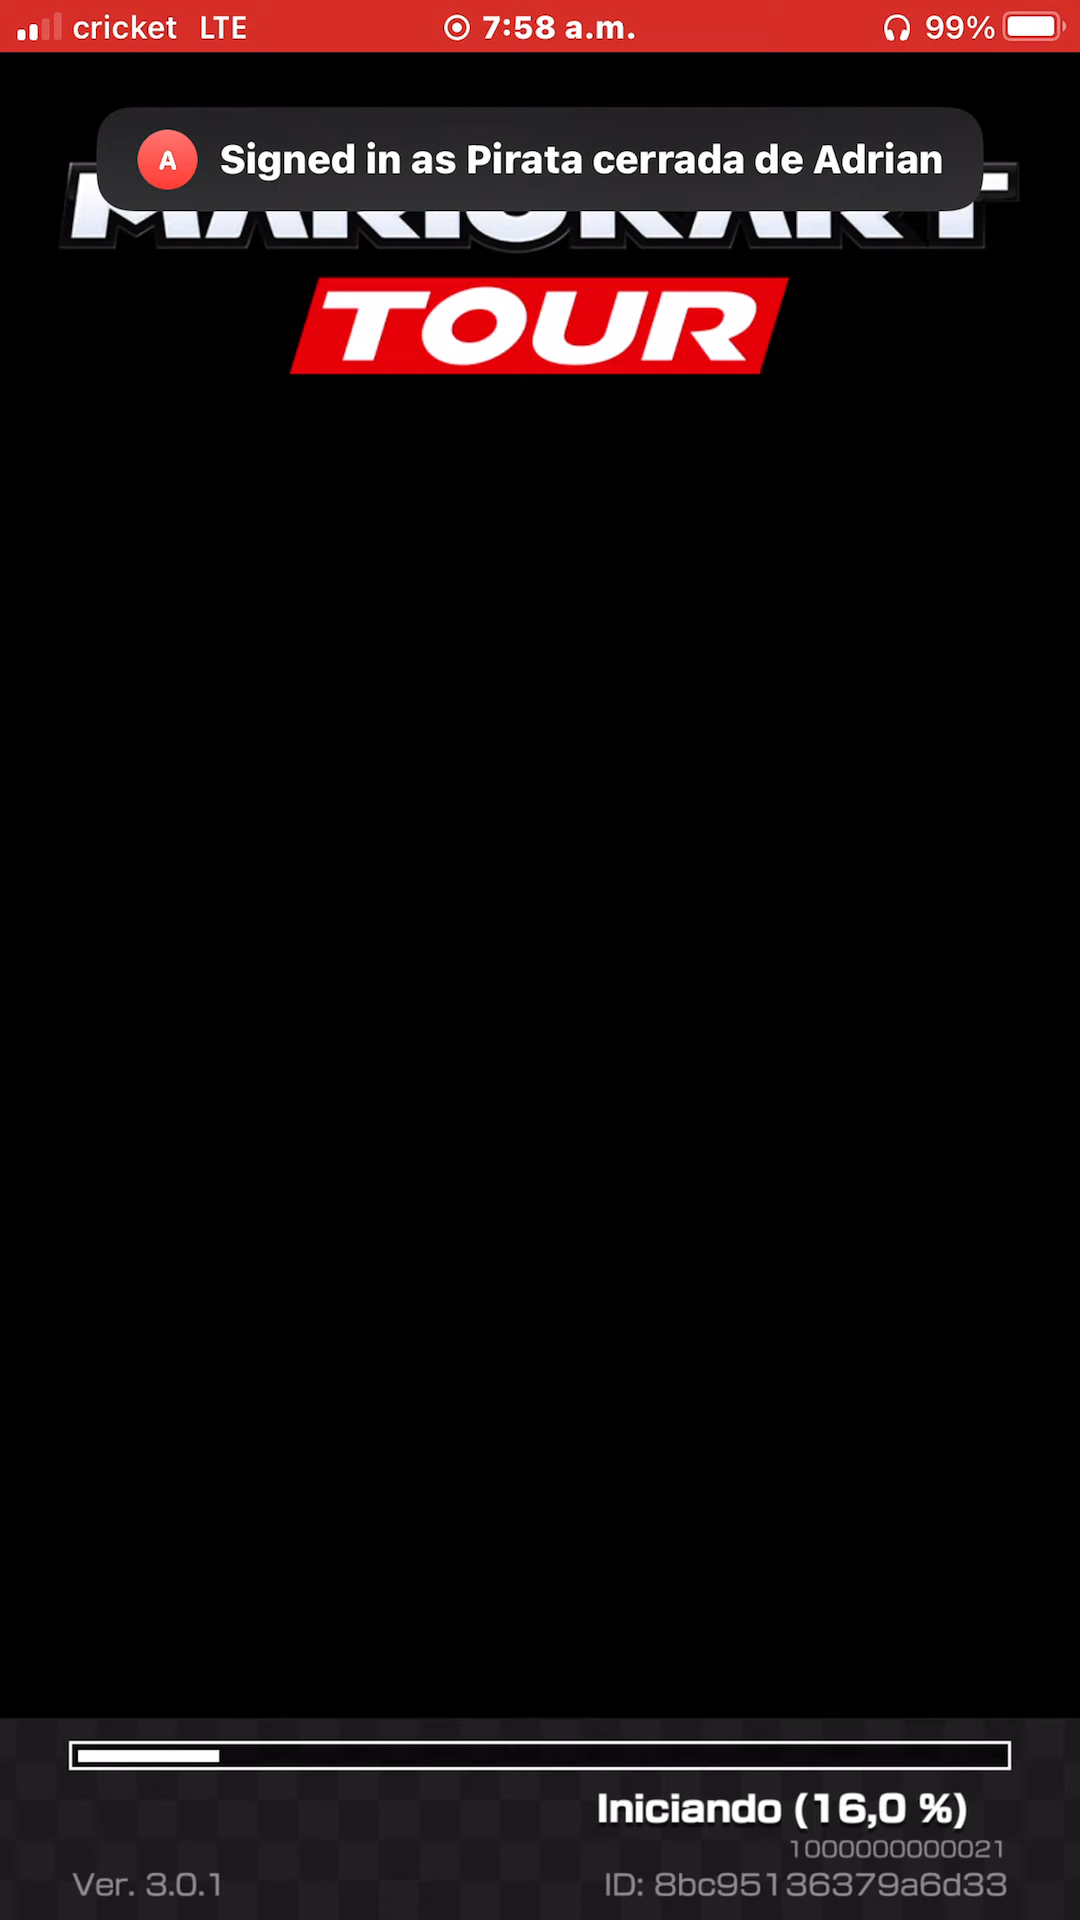 cricket LTE 7:58 a.m. 99%
A Signed in as Pirata cerrada de Adrian
MARIOKART
TOUR
Iniciando (16,0 %)
1000000000021
Ver. 3.0.1 ID: 8bc95136379a6d33